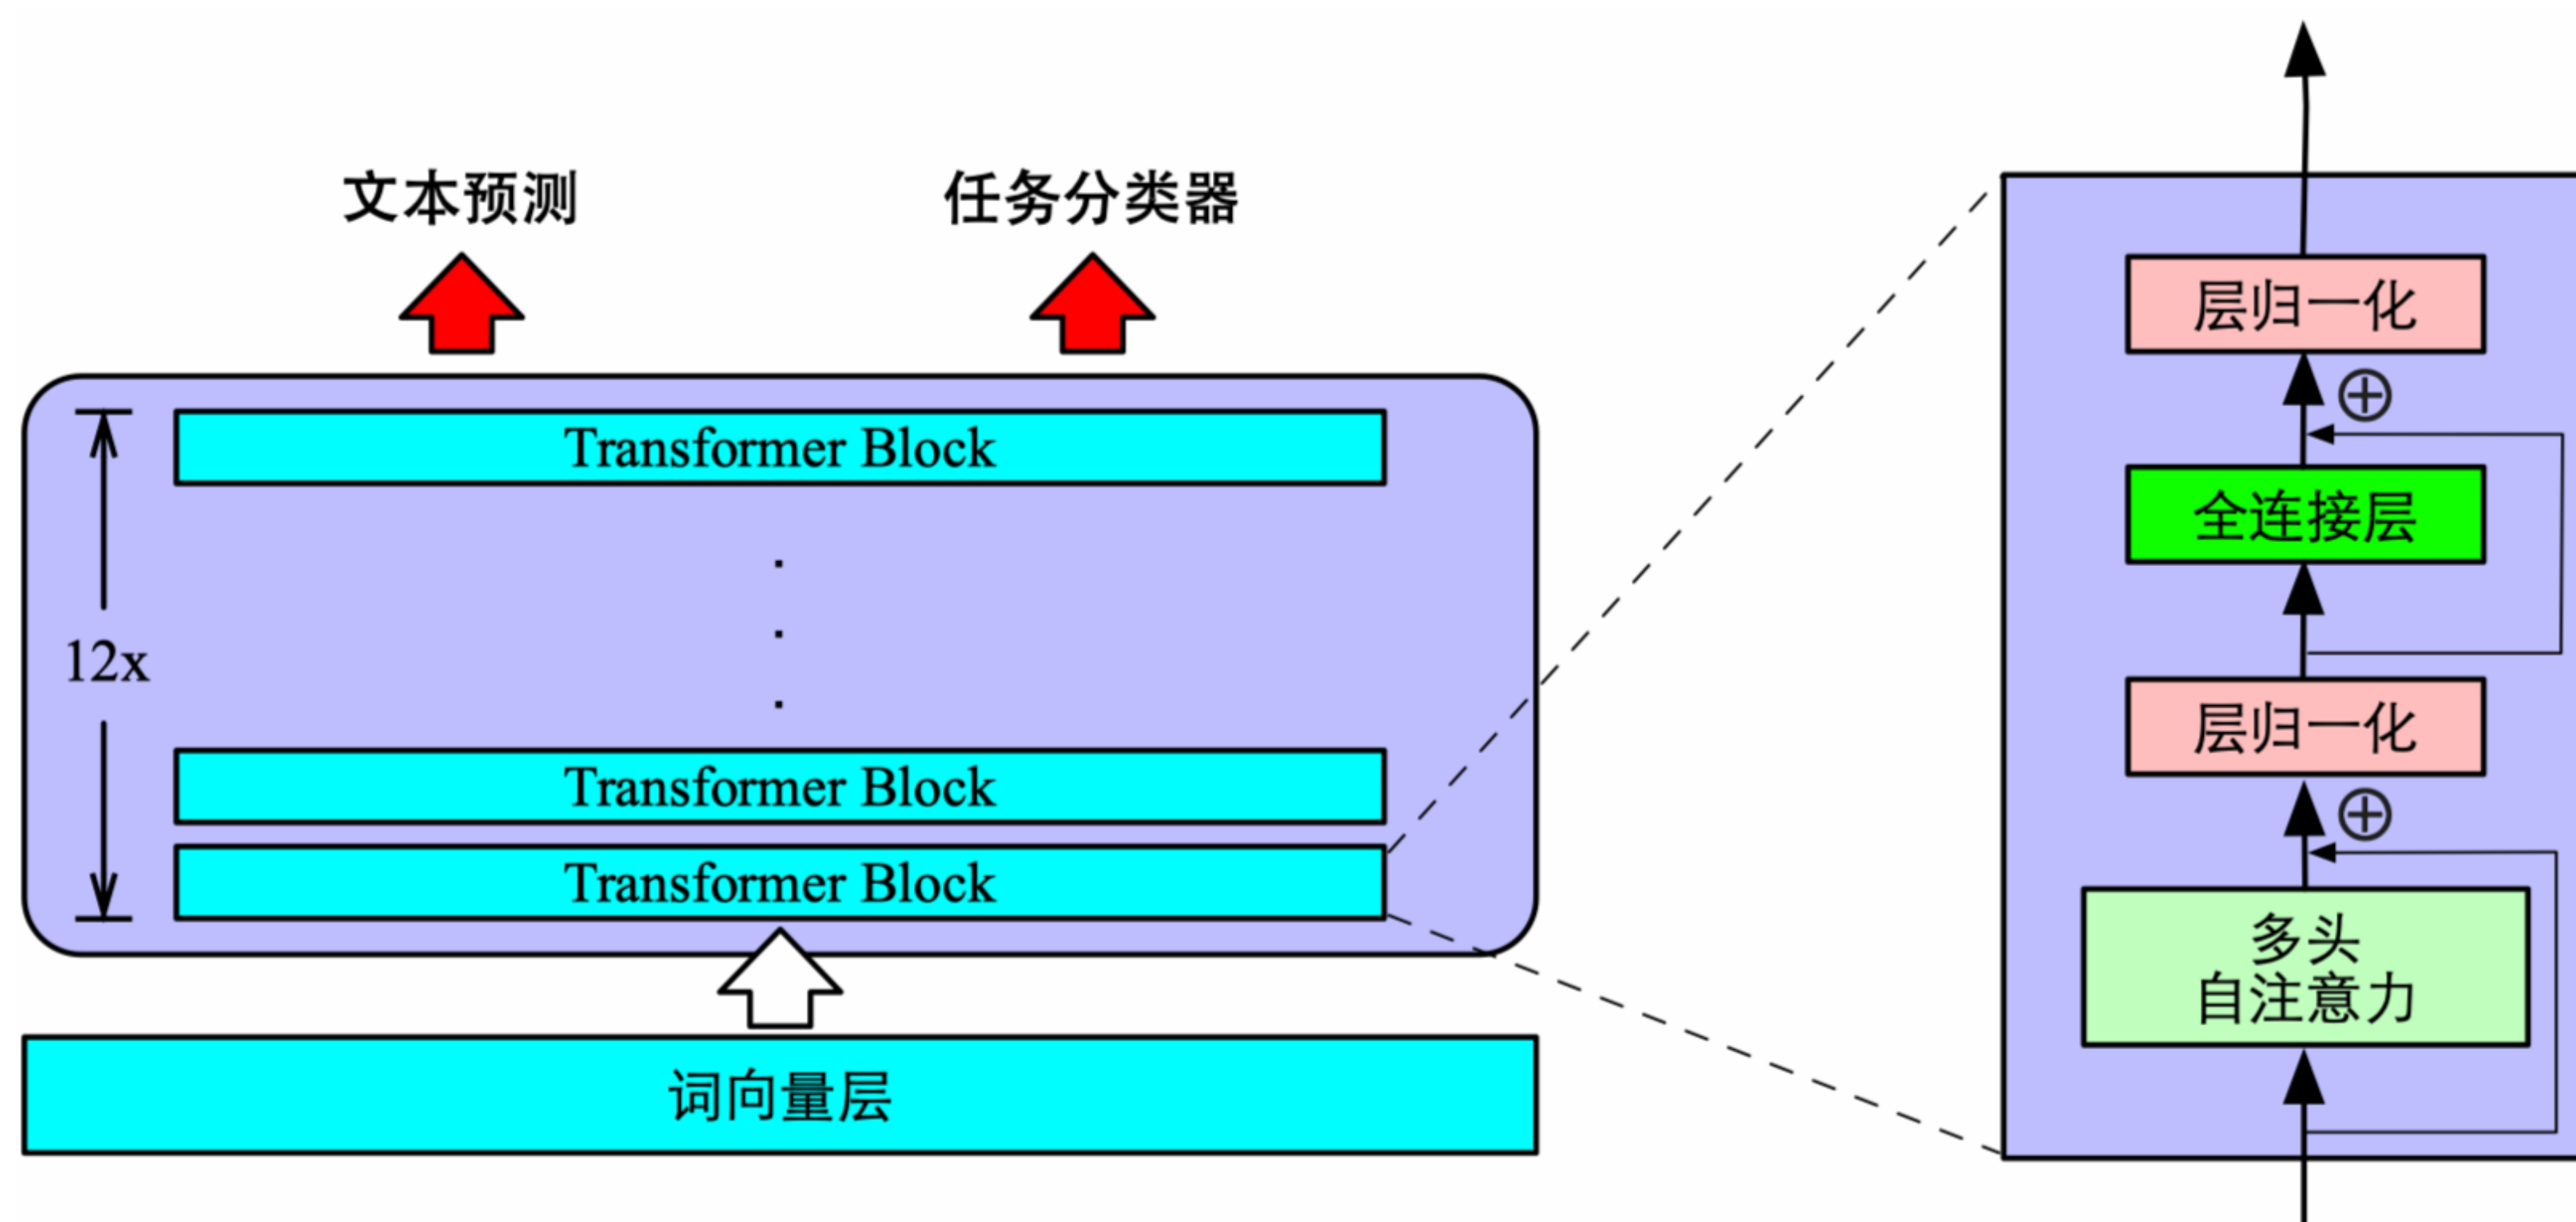 文本预测
任务分类器
Transformer Block
12x
Transformer Block
Transformer Block
词向量层
层归一化
全连接层
层归一化
多头
自注意力